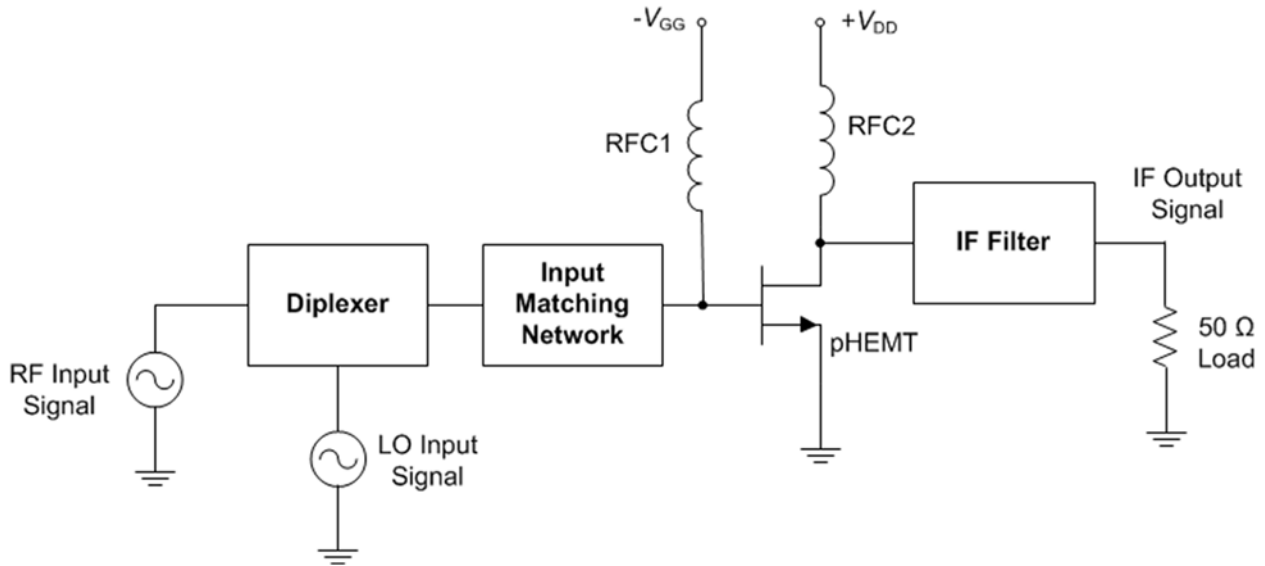 -VGG
+VDD
RFC1
RFC2
IF Output
Signal
IF Filter
Diplexer
Input
Matching
Network
pHEMT
50 Ω
Load
RF Input
Signal
LO Input
Signal